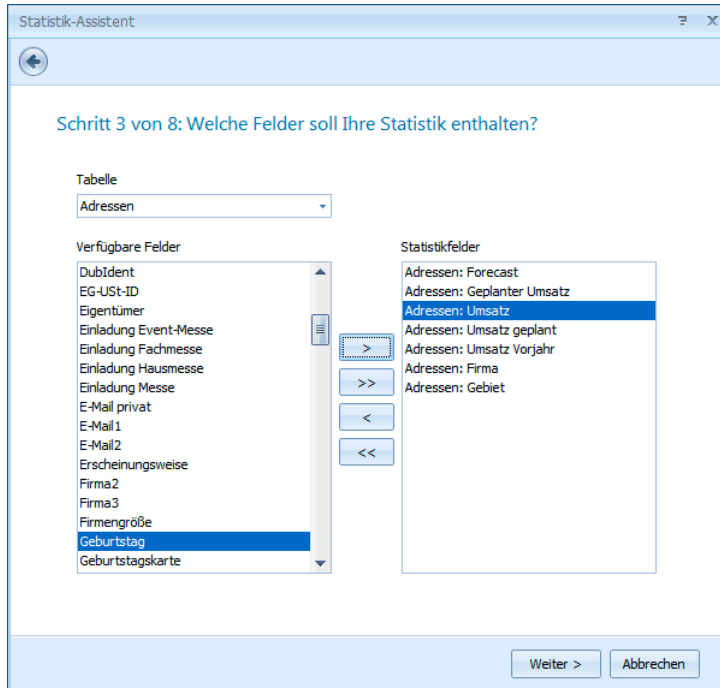 Statistik-Assistent
Schritt 3 von 8: Welche Felder soll Ihre Statistik enthalten?
Tabelle
Adressen
Verfügbare Felder
DubIdent
EG-USt-ID
Eigentümer
Einladung Event-Messe
Einladung Fachmesse
Einladung Hausmesse
Einladung Messe
E-Mail privat
E-Mail1
E-Mail2
Erscheinungsweise
Firma2
Firma3
Firmengröße
Geburtstag
Geburtstagskarte
>
>>
<
<<
Statistikfelder
Adressen: Forecast
Adressen: Geplanter Umsatz
Adressen: Umsatz
Adressen: Umsatz geplant
Adressen: Umsatz Vorjahr
Adressen: Firma
Adressen: Gebiet
Weiter > Abbrechen